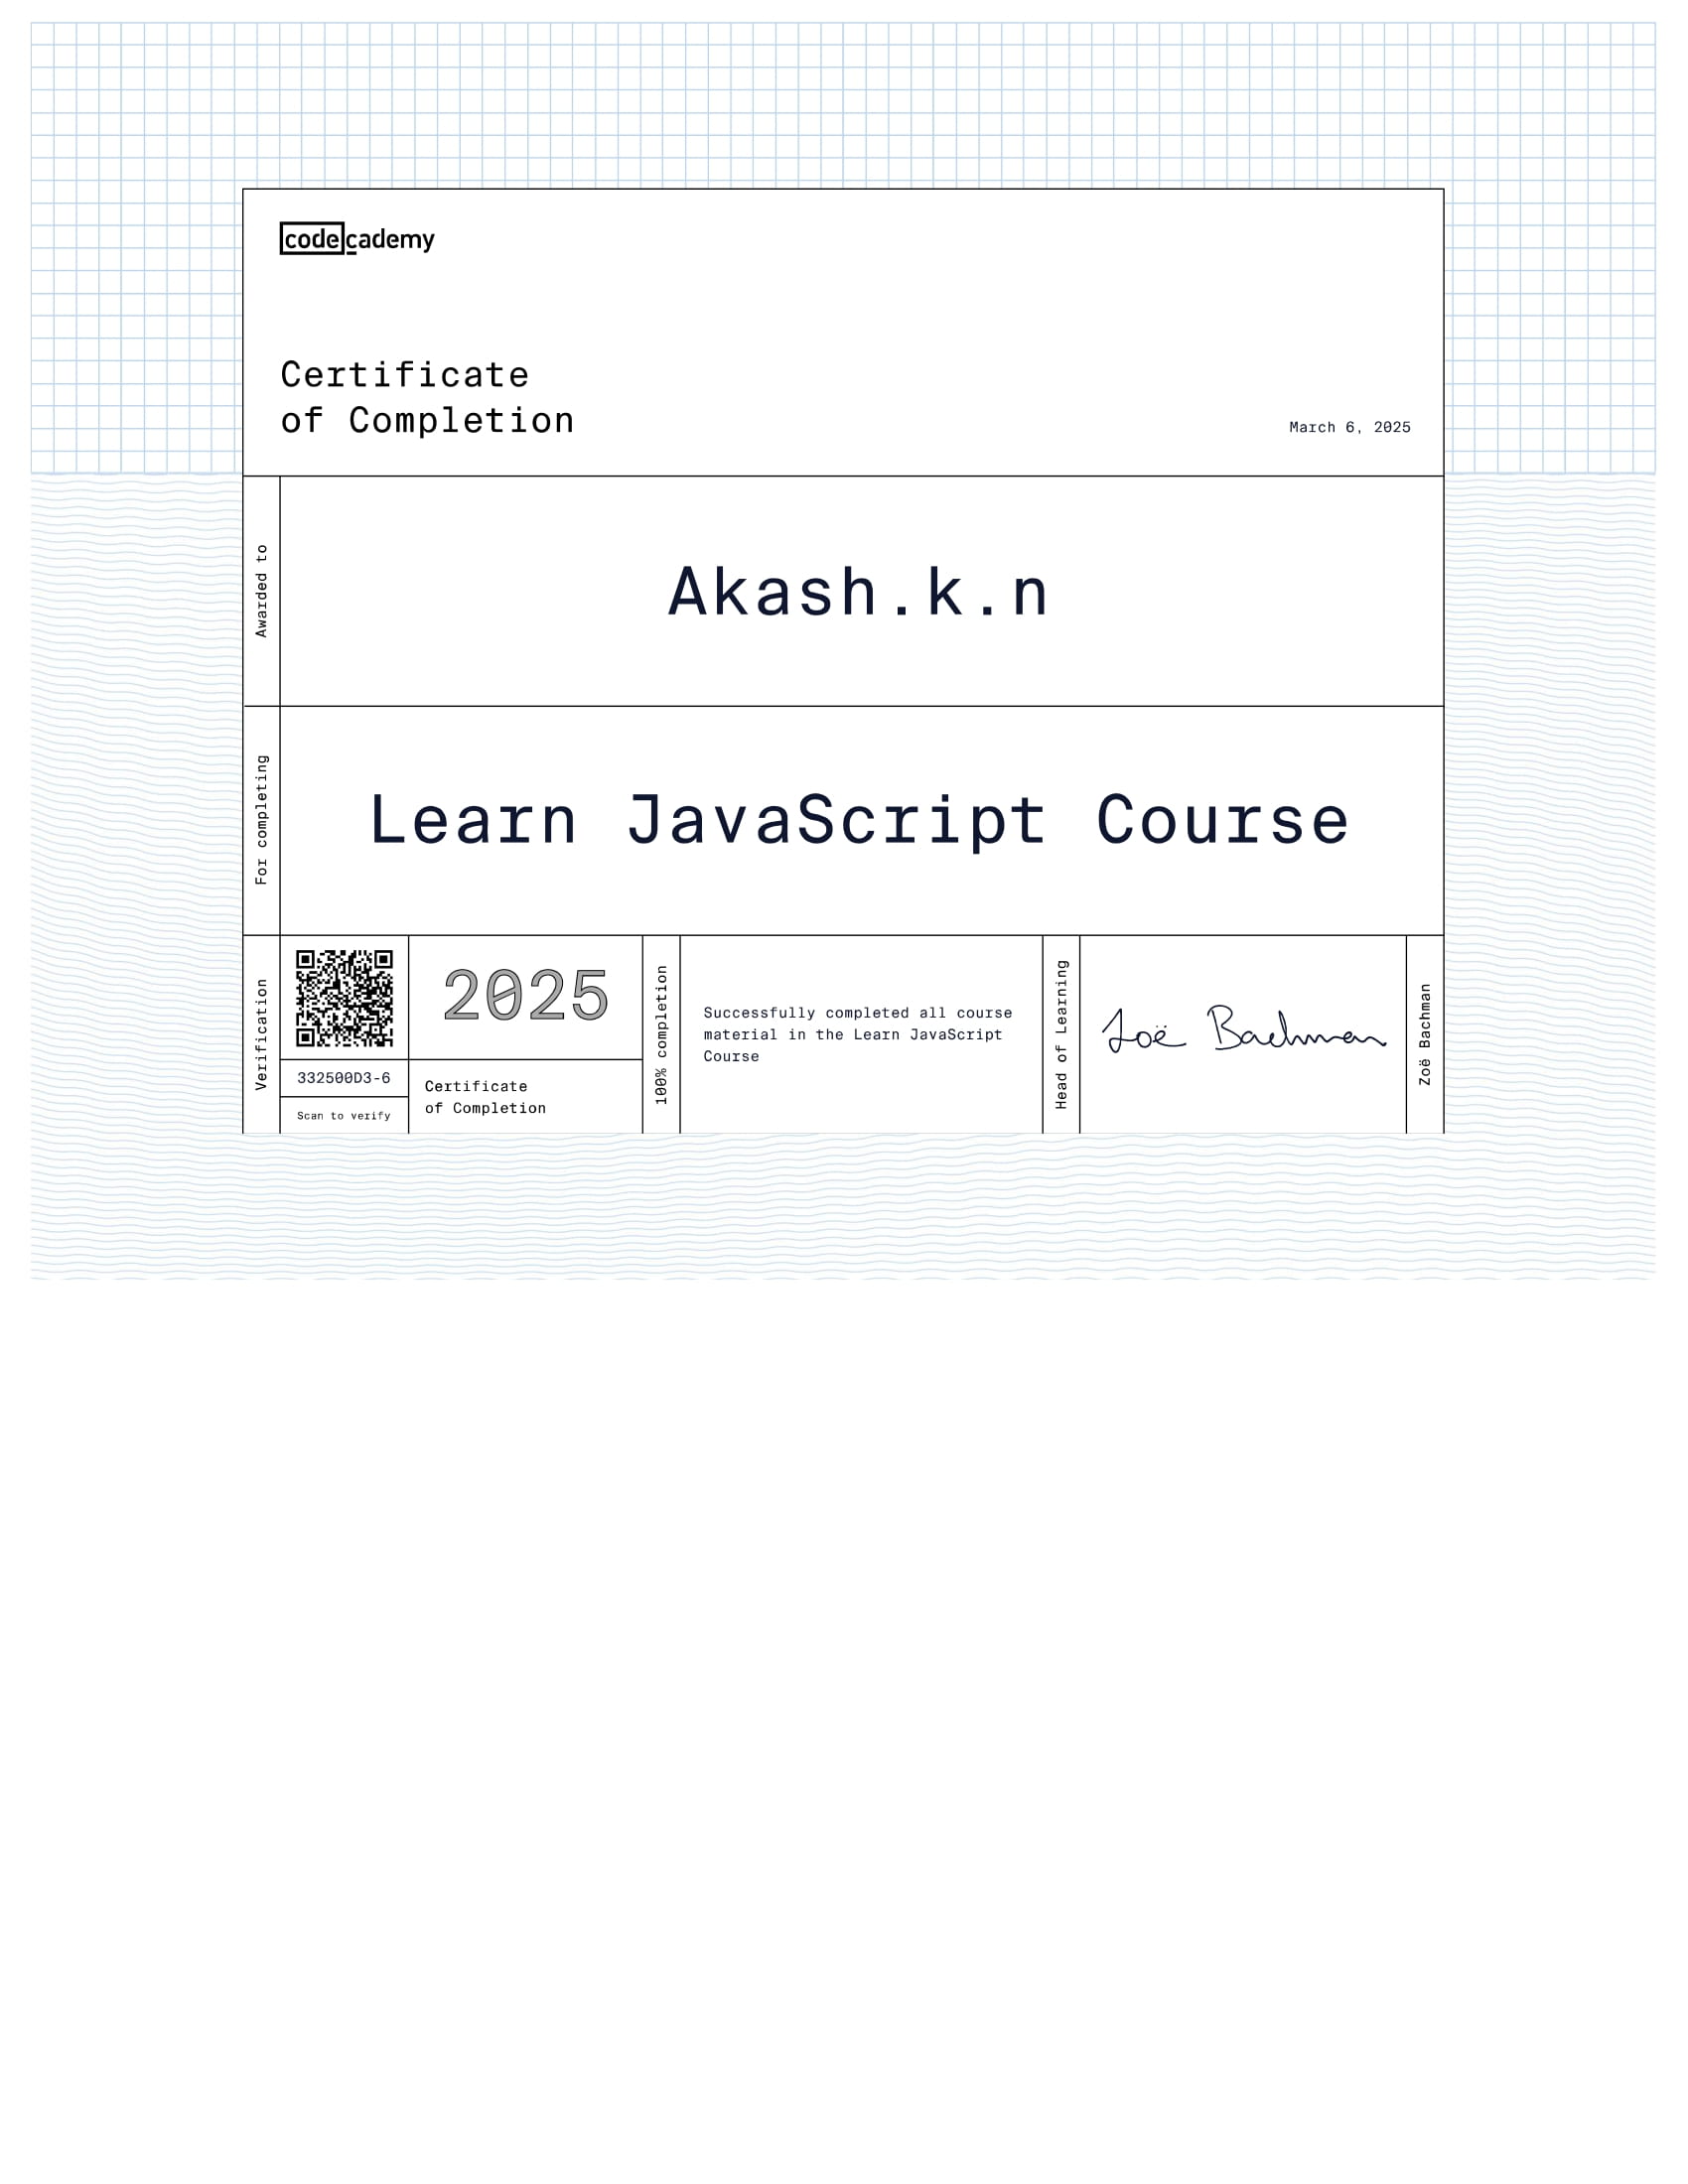 codecademy
Certificate
of Completion
March 6, 2025
Awarded to
Akash.k.n
For completing
Learn JavaScript Course
Verification
332500D3-6
Scan to verify
2025
Certificate
of Completion
100% completion
Successfully completed all course
material in the Learn JavaScript
Course
Head of Learning
Zoë Bachman
Zoë Bachman